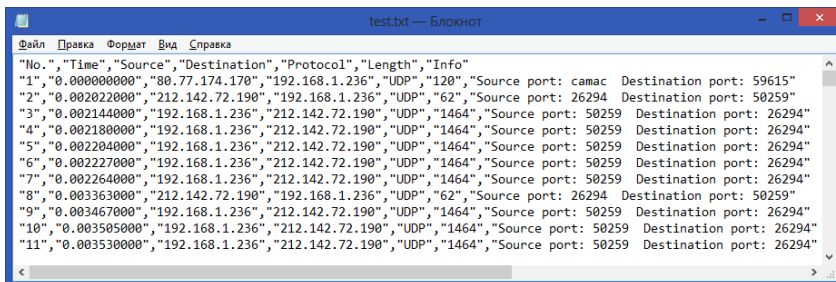 test.txt — Блокнот
Файл Правка Формат Вид Справка
"No.","Time","Source","Destination","Protocol","Length","Info"
"1","0.000000000","80.77.174.170","192.168.1.236","UDP","120","Source port: camac  Destination port: 59615"
"2","0.002022000","212.142.72.190","192.168.1.236","UDP","62","Source port: 26294  Destination port: 50259"
"3","0.002144000","192.168.1.236","212.142.72.190","UDP","1464","Source port: 50259  Destination port: 26294"
"4","0.002180000","192.168.1.236","212.142.72.190","UDP","1464","Source port: 50259  Destination port: 26294"
"5","0.002204000","192.168.1.236","212.142.72.190","UDP","1464","Source port: 50259  Destination port: 26294"
"6","0.002227000","192.168.1.236","212.142.72.190","UDP","1464","Source port: 50259  Destination port: 26294"
"7","0.002264000","192.168.1.236","212.142.72.190","UDP","1464","Source port: 50259  Destination port: 26294"
"8","0.003363000","212.142.72.190","192.168.1.236","UDP","62","Source port: 26294  Destination port: 50259"
"9","0.003467000","192.168.1.236","212.142.72.190","UDP","1464","Source port: 50259  Destination port: 26294"
"10","0.003505000","192.168.1.236","212.142.72.190","UDP","1464","Source port: 50259  Destination port: 26294"
"11","0.003530000","192.168.1.236","212.142.72.190","UDP","1464","Source port: 50259  Destination port: 26294"